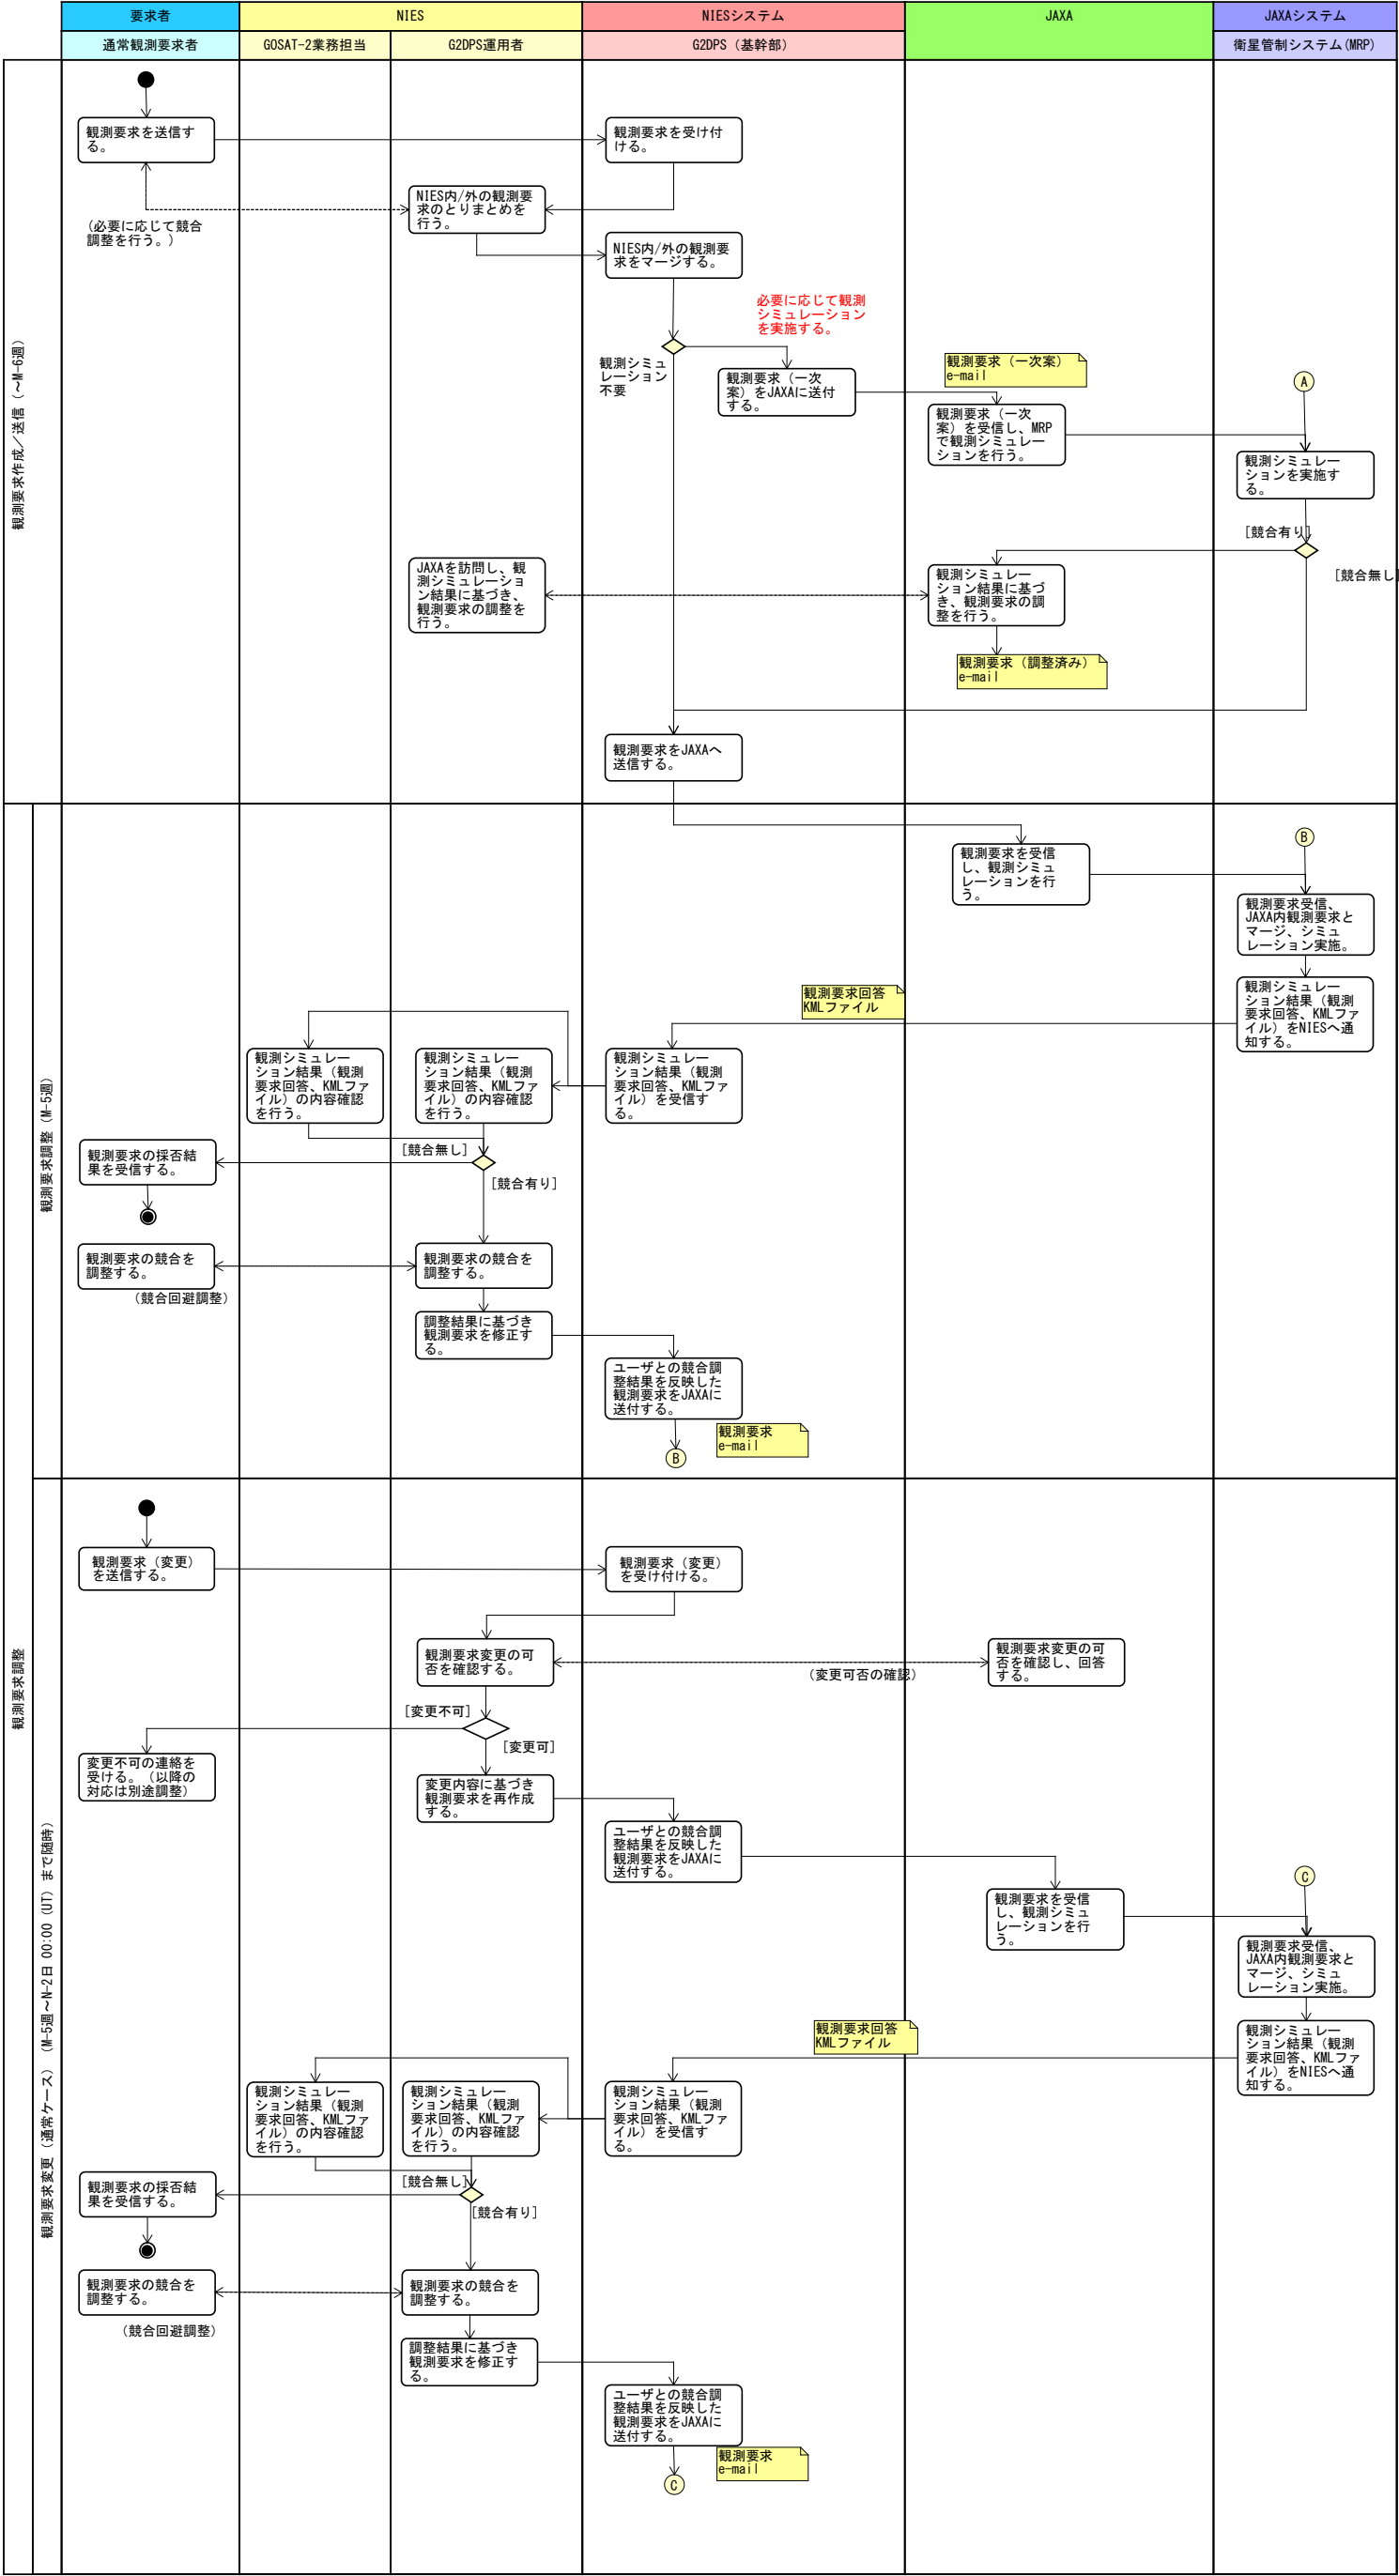 要求者
NIES
NIESシステム
JAXA
JAXAシステム
通常観測要求者
GOSAT-2業務担当
G2DPS運用者
G2DPS（基幹部）
衛星管制システム(MRP)
観測要求作成／送信（～M-6週）
観測要求を送信す
る。
観測要求を受け付
ける。
NIES内/外の観測要
求のとりまとめを
行う。
（必要に応じて競合
調整を行う。）
NIES内/外の観測要
求をマージする。
必要に応じて観測
シミュレーション
を実施する。
観測シミュ
レーション
不要
観測要求（一次
案）をJAXAに送付
する。
観測要求（一次案）
e-mail
観測要求（一次
案）を受信し、MRP
で観測シミュレー
ションを行う。
A
観測シミュレー
ションを実施す
る。
[競合有り]
[競合無し]
JAXAを訪問し、観
測シミュレーショ
ン結果に基づき、
観測要求の調整を
行う。
観測シミュレー
ション結果に基づ
き、観測要求の調
整を行う。
観測要求（調整済み）
e-mail
観測要求をJAXAへ
送信する。
観測要求調整
観測要求調整（M-5週）
観測要求を受信
し、観測シミュ
レーションを行
う。
B
観測要求受信、
JAXA内観測要求と
マージ、シミュ
レーション実施。
観測シミュレー
ション結果（観測
要求回答、KMLファ
イル）をNIESへ通
知する。
観測要求回答
KMLファイル
観測シミュレー
ション結果（観測
要求回答、KMLファ
イル）の内容確認
を行う。
観測シミュレー
ション結果（観測
要求回答、KMLファ
イル）の内容確認
を行う。
観測シミュレー
ション結果（観測
要求回答、KMLファ
イル）を受信す
る。
観測要求の採否結
果を受信する。
[競合無し]
[競合有り]
観測要求の競合を
調整する。
（競合回避調整）
観測要求の競合を
調整する。
調整結果に基づき
観測要求を修正す
る。
ユーザとの競合調
整結果を反映した
観測要求をJAXAに
送付する。
観測要求
e-mail
B
観測要求変更（通常ケース）（M-5週～N-2日 00:00（UT）まで随時）
観測要求（変更）
を送信する。
観測要求（変更）
を受け付ける。
観測要求変更の可
否を確認する。
（変更可否の確認）
観測要求変更の可
否を確認し、回答
する。
[変更不可]
[変更可]
変更不可の連絡を
受ける。（以降の
対応は別途調整）
変更内容に基づき
観測要求を再作成
する。
ユーザとの競合調
整結果を反映した
観測要求をJAXAに
送付する。
観測要求を受信
し、観測シミュ
レーションを行
う。
C
観測要求受信、
JAXA内観測要求と
マージ、シミュ
レーション実施。
観測シミュレー
ション結果（観測
要求回答、KMLファ
イル）をNIESへ通
知する。
観測要求回答
KMLファイル
観測シミュレー
ション結果（観測
要求回答、KMLファ
イル）の内容確認
を行う。
観測シミュレー
ション結果（観測
要求回答、KMLファ
イル）の内容確認
を行う。
観測シミュレー
ション結果（観測
要求回答、KMLファ
イル）を受信す
る。
観測要求の採否結
果を受信する。
[競合無し]
[競合有り]
観測要求の競合を
調整する。
（競合回避調整）
観測要求の競合を
調整する。
調整結果に基づき
観測要求を修正す
る。
ユーザとの競合調
整結果を反映した
観測要求をJAXAに
送付する。
観測要求
e-mail
C